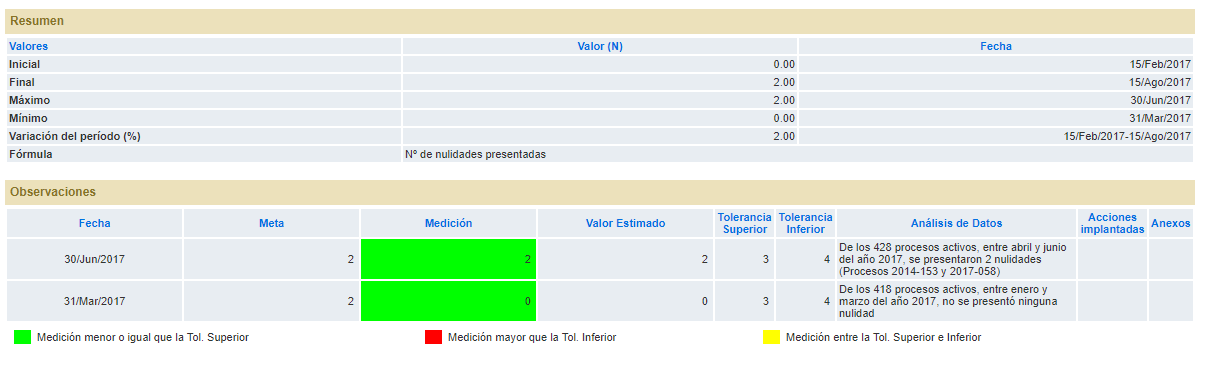 Resumen
Valores Valor (N) Fecha
Inicial 0.00 15/Feb/2017
Final 2.00 15/Ago/2017
Máximo 2.00 30/Jun/2017
Mínimo 0.00 31/Mar/2017
Variación del período (%) 2.00 15/Feb/2017-15/Ago/2017
Fórmula Nº de nulidades presentadas
Observaciones
Fecha Meta Medición Valor Estimado Tolerancia Superior Tolerancia Inferior Análisis de Datos Acciones implantadas Anexos
30/Jun/2017 2 2 2 3 4 De los 428 procesos activos, entre abril y junio
del año 2017, se presentaron 2 nulidades
(Procesos 2014-153 y 2017-058)
31/Mar/2017 2 0 0 3 4 De los 418 procesos activos, entre enero y
marzo del año 2017, no se presentó ninguna
nulidad
Medición menor o igual que la Tol. Superior Medición mayor que la Tol. Inferior Medición entre la Tol. Superior e Inferior